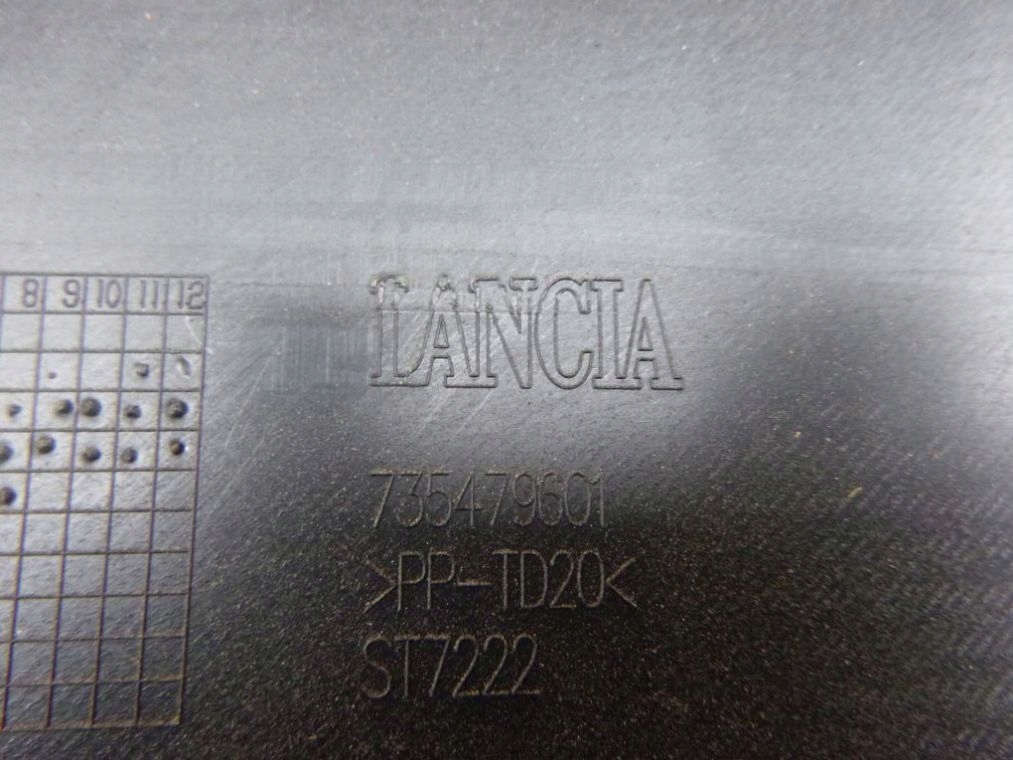 8 9 10 11 12
LANCIA
735479601
>PP-TD20<
ST7222